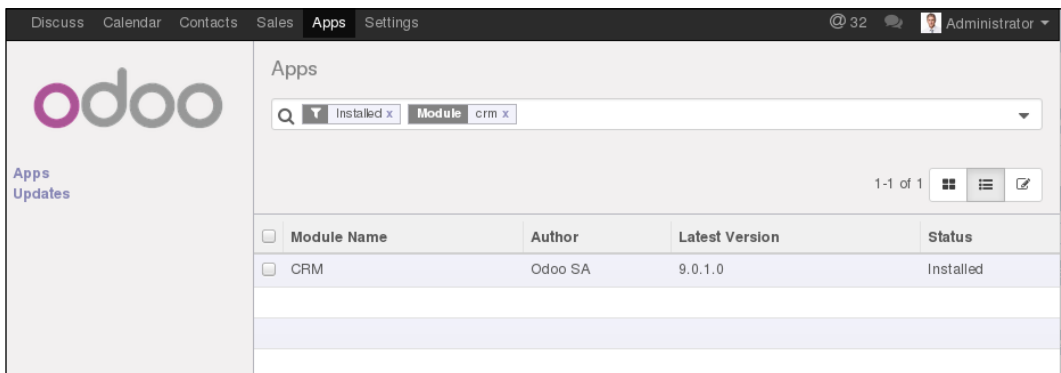 Discuss Calendar Contacts Sales Apps Settings @ 32 Administrator
odoo
Apps
Updates
Apps
Installed x Module crm x
1-1 of 1
Module Name Author Latest Version Status
CRM Odoo SA 9.0.1.0 Installed